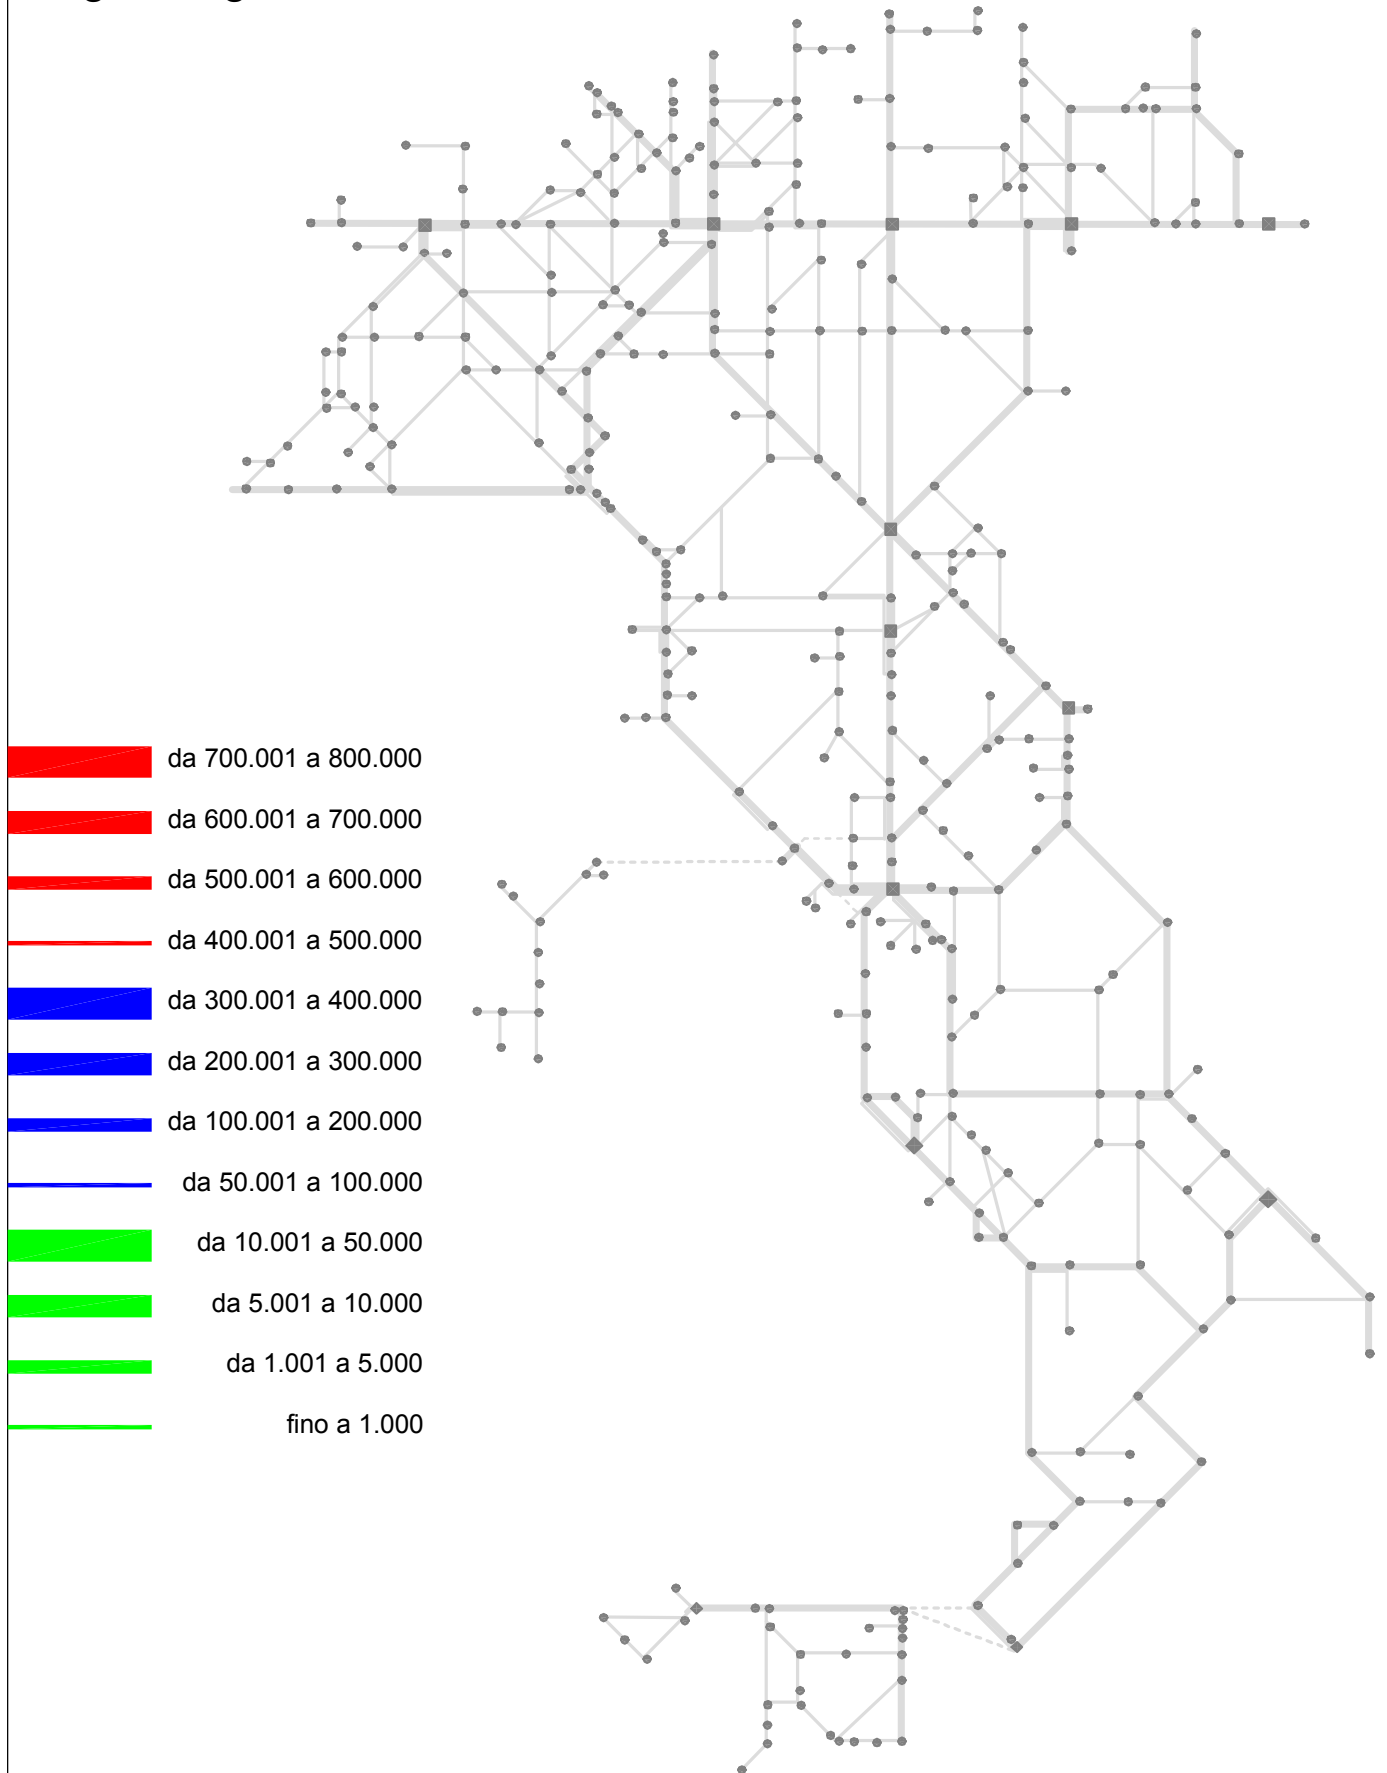 da 700.001 a 800.000
da 600.001 a 700.000
da 500.001 a 600.000
da 400.001 a 500.000
da 300.001 a 400.000
da 200.001 a 300.000
da 100.001 a 200.000
da 50.001 a 100.000
da 10.001 a 50.000
da 5.001 a 10.000
da 1.001 a 5.000
fino a 1.000